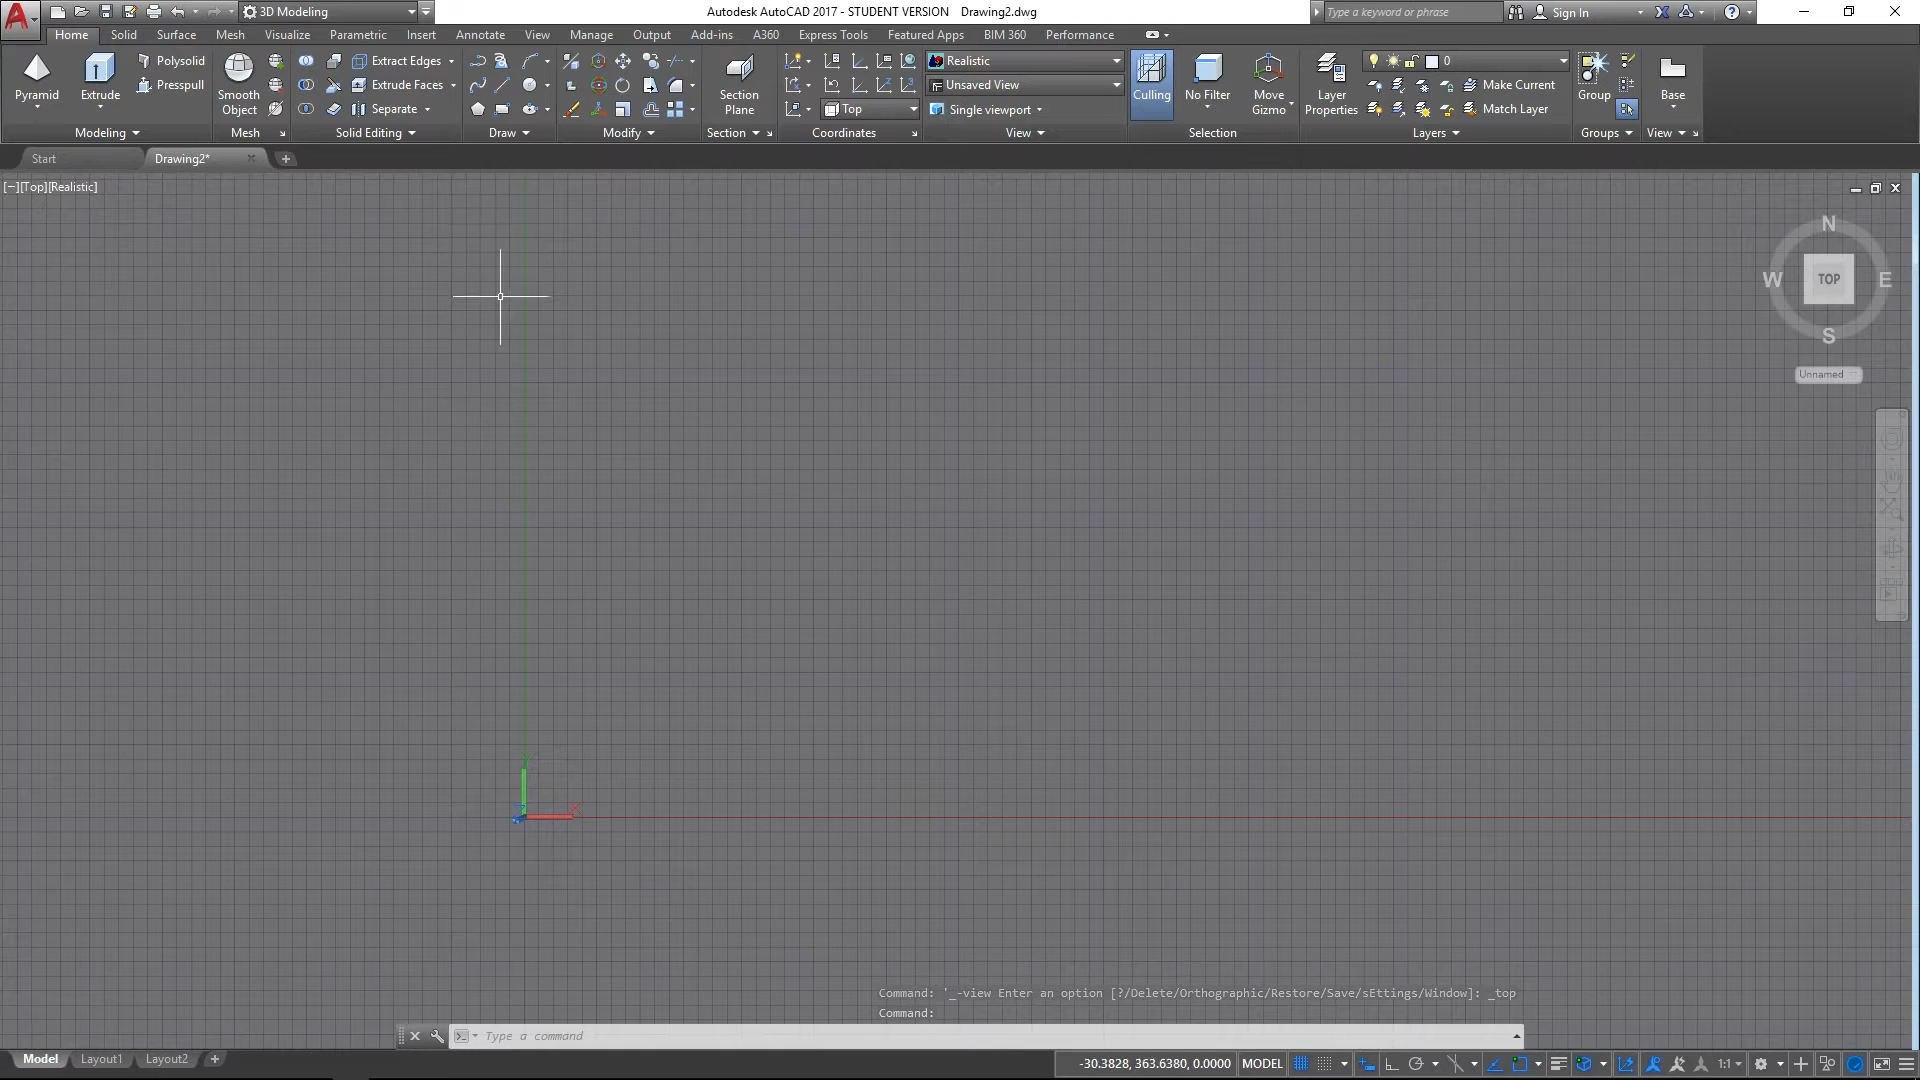 3D Modeling
Autodesk AutoCAD 2017 - STUDENT VERSION Drawing2.dwg
Type a keyword or phrase
Sign In
Home Solid Surface Mesh Visualize Parametric Insert Annotate View Manage Output Add-ins A360 Express Tools Featured Apps BIM 360 Performance
Pyramid
Extrude
Polysolid
Presspull
Smooth
Object
Extract Edges
Extrude Faces
Separate
Section
Plane
Top
Realistic
Unsaved View
Single viewport
Culling
No Filter
Move
Gizmo
Layer
Properties
0
Make Current
Match Layer
Group
Base
Modeling Mesh Solid Editing Draw Modify Section Coordinates View Selection Layers Groups View
Start
Drawing2*
[−][Top][Realistic]
N
W TOP E
S
Unnamed
Y
Z
X
Command: '_-view Enter an option [?/Delete/Orthographic/Restore/Save/sEttings/Window]: _top
Command:
Type a command
Model Layout1 Layout2
-30.3828, 363.6380, 0.0000 MODEL
1:1